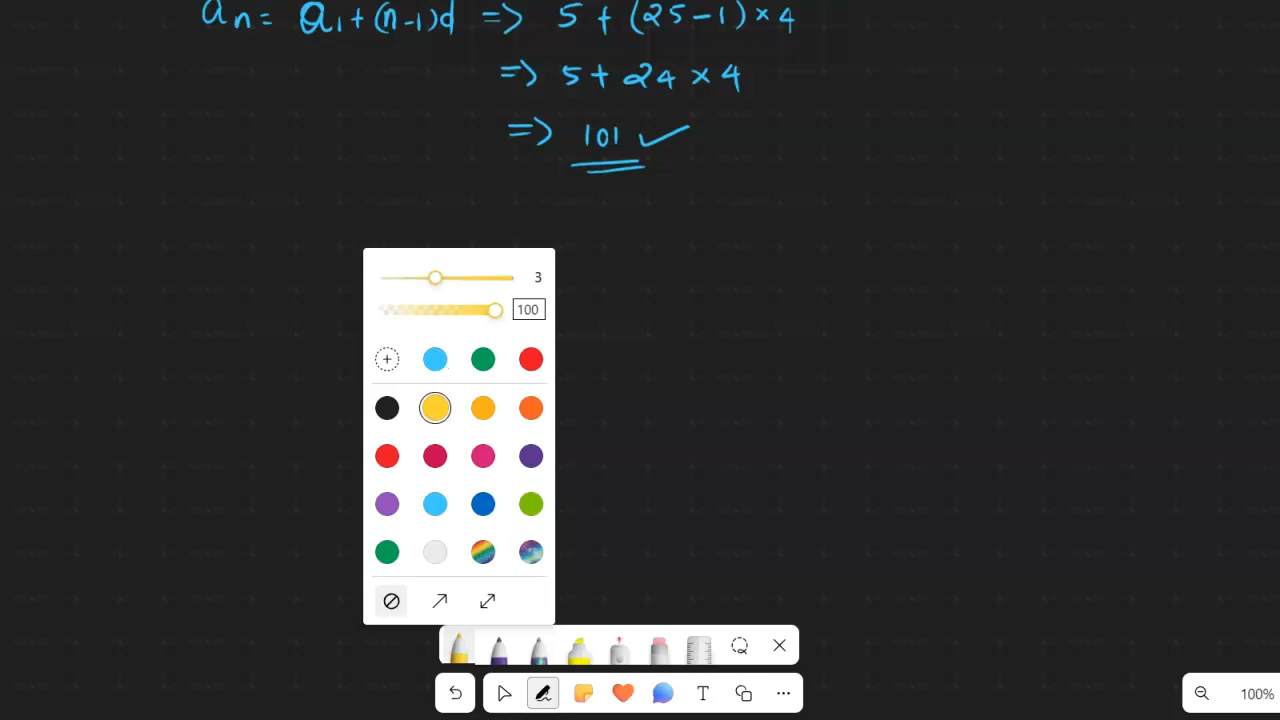 an = a1 + (n-1)d => 5 + (25-1) × 4
=> 5 + 24 × 4
=> 101 ✓
3
100
100%